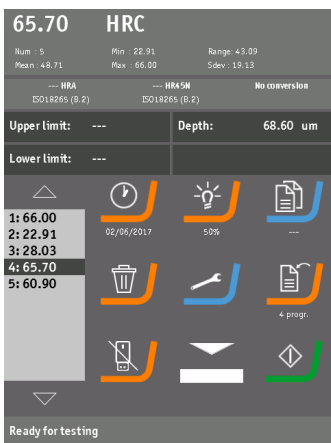 65.70 HRC
Num : 5 Min : 22.91 Range: 43.09
Mean : 48.71 Max : 66.00 Sdev : 19.13
--- HRA --- HR45N No conversion
ISO18265 (B.2) ISO18265 (B.2)
Upper limit: --- Depth: 68.60 um
Lower limit: ---
1: 66.00
2: 22.91
3: 28.03
4: 65.70
5: 60.90
02/06/2017 50% ---
4 progr.
Ready for testing